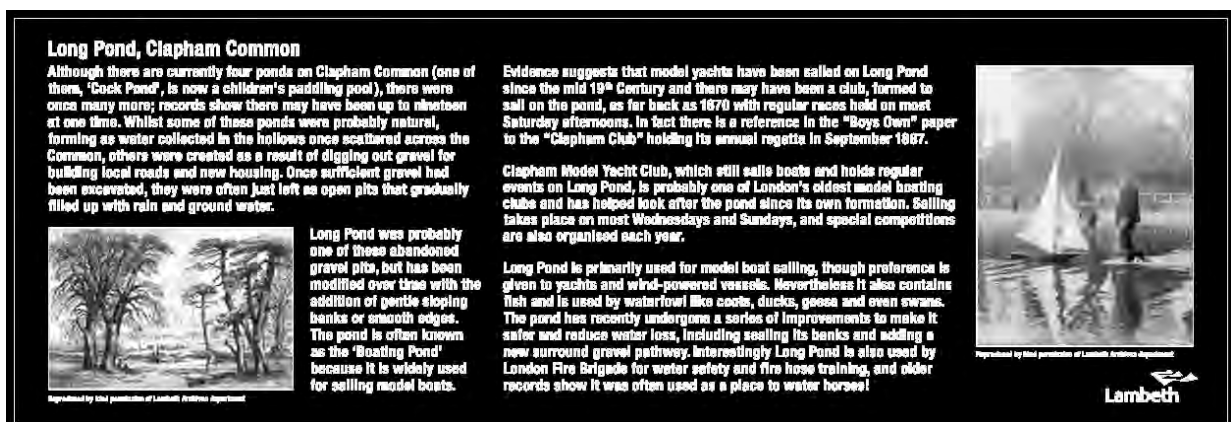 Long Pond, Clapham Common
Although there are currently four ponds on Clapham Common (one of
them, 'Cock Pond', is now a children's paddling pool), there were
once many more; records show there may have been up to nineteen
at one time. Whilst some of these ponds were probably natural,
forming as water collected in the hollows once scattered across the
Common, others were created as a result of digging out gravel for
building local roads and new housing. Once sufficient gravel had
been excavated, they were often just left as open pits that gradually
filled up with rain and ground water.
Long Pond was probably
one of these abandoned
gravel pits, but has been
modified over time with the
addition of gentle sloping
banks or smooth edges.
The pond is often known
as the 'Boating Pond'
because it is widely used
for sailing model boats.
Reproduced by kind permission of Lambeth Archives department
Evidence suggests that model yachts have been sailed on Long Pond
since the mid 19th Century and there may have been a club, formed to
sail on the pond, as far back as 1870 with regular races held on most
Saturday afternoons. In fact there is a reference in the "Boys Own" paper
to the "Clapham Club" holding its annual regatta in September 1887.
Clapham Model Yacht Club, which still sails boats and holds regular
events on Long Pond, is probably one of London's oldest model boating
clubs and has helped look after the pond since its own formation. Sailing
takes place on most Wednesdays and Sundays, and special competitions
are also organised each year.
Long Pond is primarily used for model boat sailing, though preference is
given to yachts and wind-powered vessels. Nevertheless it also contains
fish and is used by waterfowl like coots, ducks, geese and even swans.
The pond has recently undergone a series of improvements to make it
safer and reduce water loss, including sealing its banks and adding a
new surround gravel pathway. Interestingly Long Pond is also used by
London Fire Brigade for water safety and fire hose training, and older
records show it was often used as a place to water horses!
Reproduced by kind permission of Lambeth Archives department
Lambeth